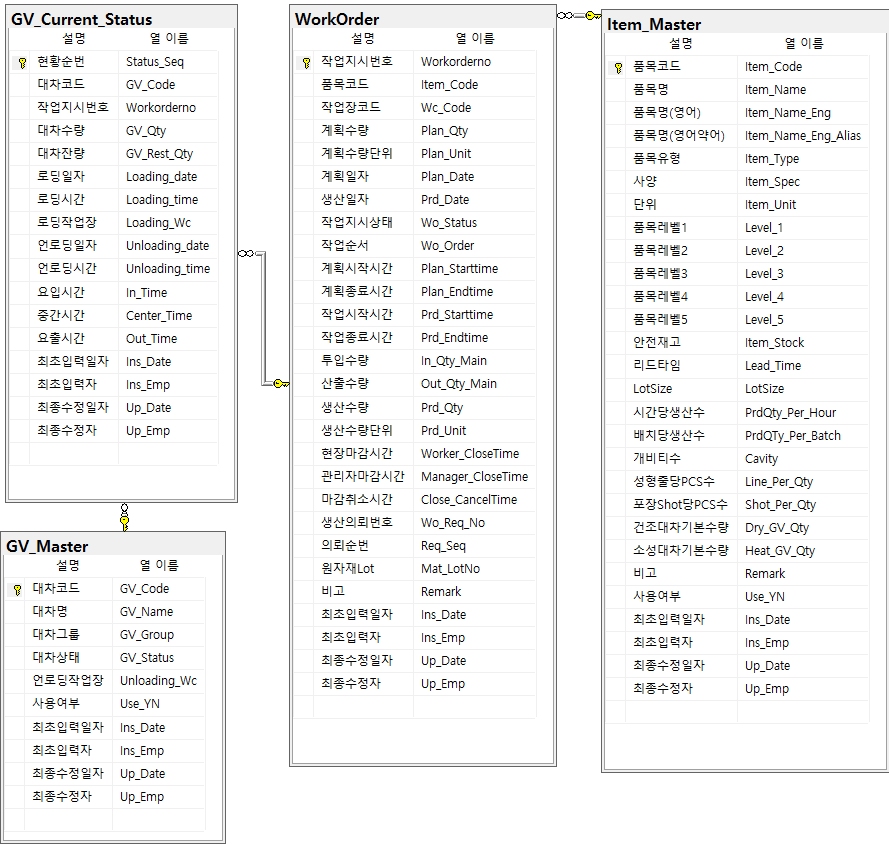 GV_Current_Status
설명 열 이름
현황순번 Status_Seq
대차코드 GV_Code
작업지시번호 Workorderno
대차수량 GV_Qty
대차잔량 GV_Rest_Qty
로딩일자 Loading_date
로딩시간 Loading_time
로딩작업장 Loading_Wc
언로딩일자 Unloading_date
언로딩시간 Unloading_time
요입시간 In_Time
중간시간 Center_Time
요출시간 Out_Time
최초입력일자 Ins_Date
최초입력자 Ins_Emp
최종수정일자 Up_Date
최종수정자 Up_Emp
GV_Master
설명 열 이름
대차코드 GV_Code
대차명 GV_Name
대차그룹 GV_Group
대차상태 GV_Status
언로딩작업장 Unloading_Wc
사용여부 Use_YN
최초입력일자 Ins_Date
최초입력자 Ins_Emp
최종수정일자 Up_Date
최종수정자 Up_Emp
WorkOrder
설명 열 이름
작업지시번호 Workorderno
품목코드 Item_Code
작업장코드 Wc_Code
계획수량 Plan_Qty
계획수량단위 Plan_Unit
계획일자 Plan_Date
생산일자 Prd_Date
작업지시상태 Wo_Status
작업순서 Wo_Order
계획시작시간 Plan_Starttime
계획종료시간 Plan_Endtime
작업시작시간 Prd_Starttime
작업종료시간 Prd_Endtime
투입수량 In_Qty_Main
산출수량 Out_Qty_Main
생산수량 Prd_Qty
생산수량단위 Prd_Unit
현장마감시간 Worker_CloseTime
관리자마감시간 Manager_CloseTime
마감취소시간 Close_CancelTime
생산의뢰번호 Wo_Req_No
의뢰순번 Req_Seq
원자재Lot Mat_LotNo
비고 Remark
최초입력일자 Ins_Date
최초입력자 Ins_Emp
최종수정일자 Up_Date
최종수정자 Up_Emp
Item_Master
설명 열 이름
품목코드 Item_Code
품목명 Item_Name
품목명(영어) Item_Name_Eng
품목명(영어약어) Item_Name_Eng_Alias
품목유형 Item_Type
사양 Item_Spec
단위 Item_Unit
품목레벨1 Level_1
품목레벨2 Level_2
품목레벨3 Level_3
품목레벨4 Level_4
품목레벨5 Level_5
안전재고 Item_Stock
리드타임 Lead_Time
LotSize LotSize
시간당생산수 PrdQty_Per_Hour
배치당생산수 PrdQTy_Per_Batch
개비티수 Cavity
성형줄당PCS수 Line_Per_Qty
포장Shot당PCS수 Shot_Per_Qty
건조대차기본수량 Dry_GV_Qty
소성대차기본수량 Heat_GV_Qty
비고 Remark
사용여부 Use_YN
최초입력일자 Ins_Date
최초입력자 Ins_Emp
최종수정일자 Up_Date
최종수정자 Up_Emp